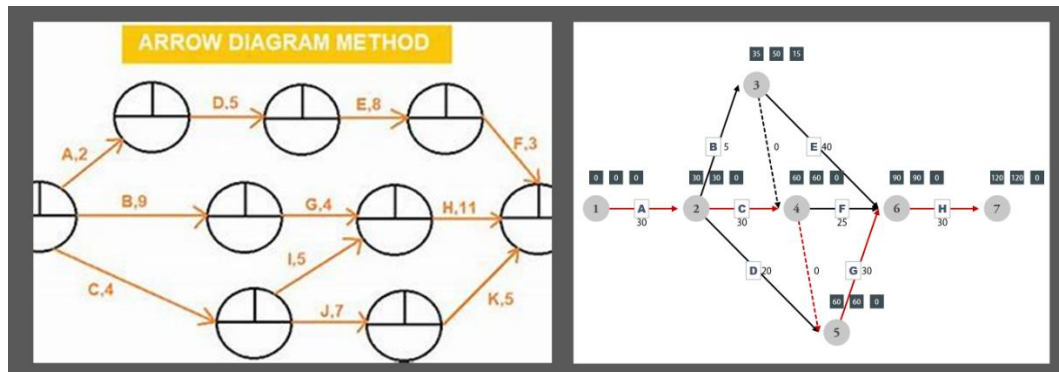 ARROW DIAGRAM METHOD
D,5
E,8
A,2
F,3
B,9
G,4
H,11
I,5
C,4
J,7
K,5
35 50 15
3
B 5
0
E 40
0 0 0
30 30 0
60 60 0
90 90 0
120 120 0
1
A
30
2
C
30
4
F
25
6
H
30
7
D 20
0
G 30
60 60 0
5